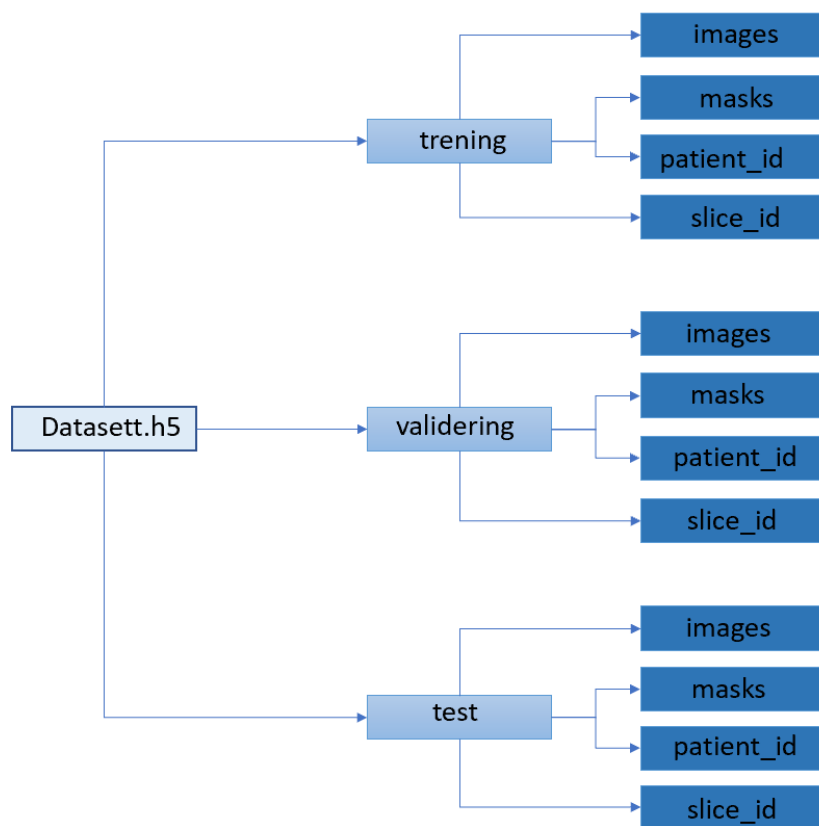 Datasett.h5
trening
images
masks
patient_id
slice_id
validering
images
masks
patient_id
slice_id
test
images
masks
patient_id
slice_id